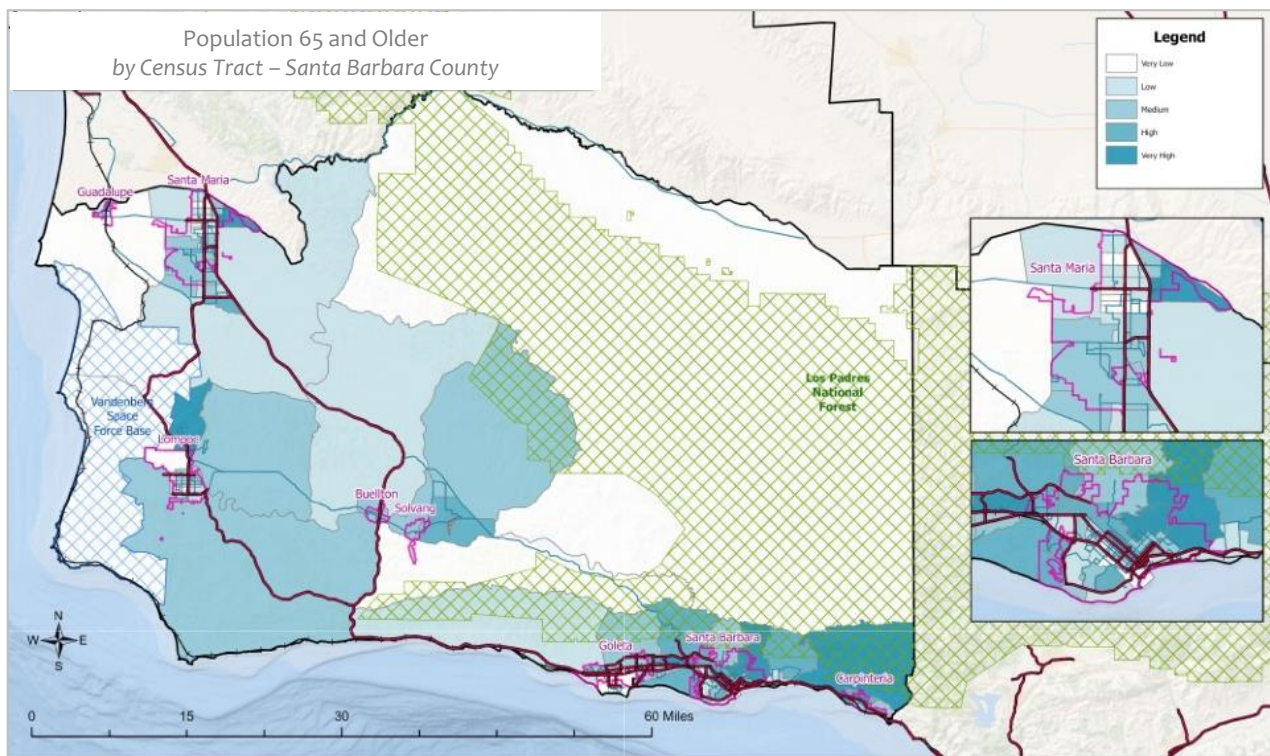 Population 65 and Older
by Census Tract – Santa Barbara County
Legend
Very Low
Low
Medium
High
Very High
Santa Maria
Guadalupe
Santa Maria
Los Padres
National
Forest
Vandenberg
Space
Force Base
Lompoc
Santa Barbara
Buellton
Solvang
N
W E
S
Goleta
Santa Barbara
Carpinteria
0 15 30 60 Miles